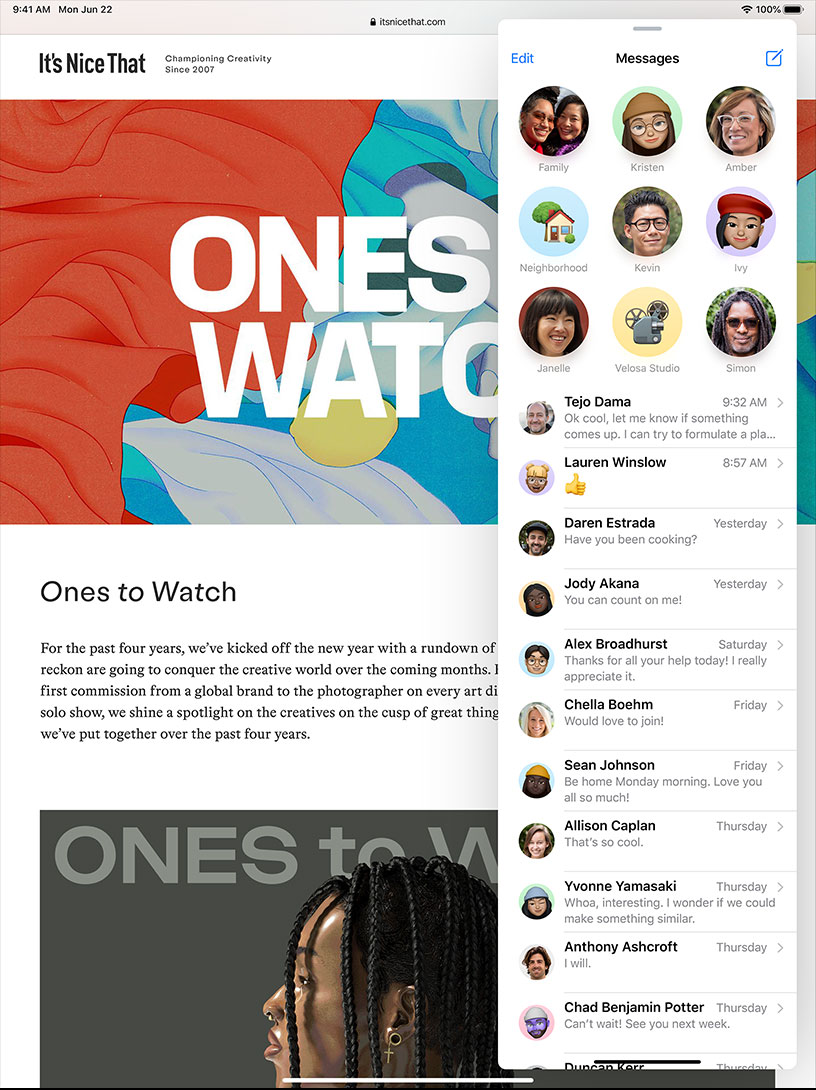 9:41 AM Mon Jun 22
100%
itsnicethat.com
It's Nice That
Championing Creativity
Since 2007
ONES
WATC
Ones to Watch
For the past four years, we've kicked off the new year with a rundown of
reckon are going to conquer the creative world over the coming months.
first commission from a global brand to the photographer on every art di
solo show, we shine a spotlight on the creatives on the cusp of great thing
we've put together over the past four years.
ONES to W
Edit
Messages
Family
Kristen
Amber
Neighborhood
Kevin
Ivy
Janelle
Velosa Studio
Simon
Tejo Dama
9:32 AM
Ok cool, let me know if something
comes up. I can try to formulate a pla...
Lauren Winslow
8:57 AM
👍
Daren Estrada
Yesterday
Have you been cooking?
Jody Akana
Yesterday
You can count on me!
Alex Broadhurst
Saturday
Thanks for all your help today! I really
appreciate it.
Chella Boehm
Friday
Would love to join!
Sean Johnson
Friday
Be home Monday morning. Love you
all so much!
Allison Caplan
Thursday
That's so cool.
Yvonne Yamasaki
Thursday
Whoa, interesting. I wonder if we could
make something similar.
Anthony Ashcroft
Thursday
I will.
Chad Benjamin Potter
Thursday
Can't wait! See you next week.
Duncan Kerr
Thursday